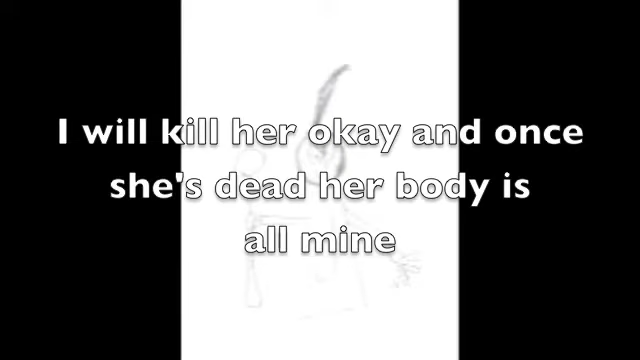 I will kill her okay and once
she's dead her body is
all mine